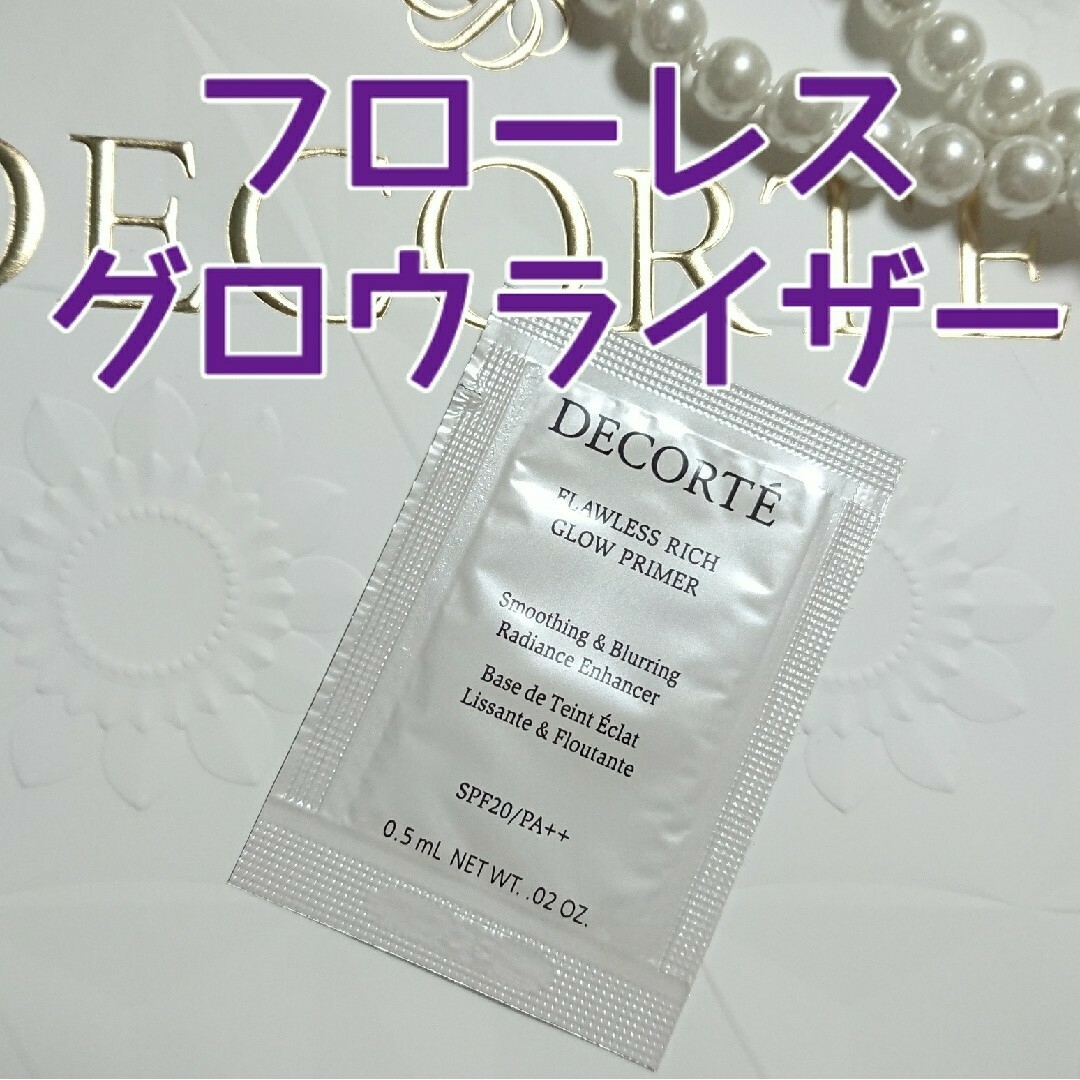 フローレス
DECORTE
グロウライザー
DECORTÉ
FLAWLESS RICH
GLOW PRIMER
Smoothing & Blurring
Radiance Enhancer
Base de Teint Éclat
Lissante & Floutante
SPF20/PA++
0.5 mL NET WT. .02 OZ.